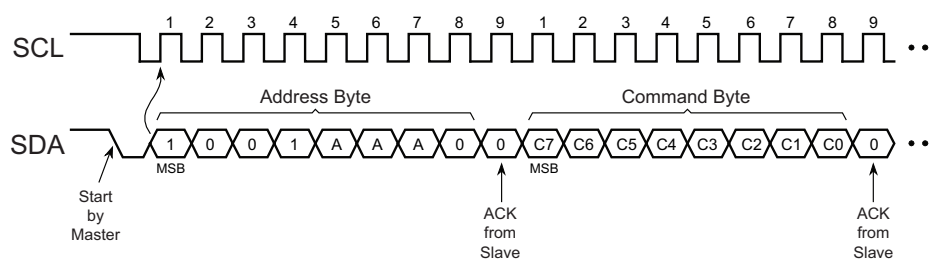 1 2 3 4 5 6 7 8 9 1 2 3 4 5 6 7 8 9
SCL
Address Byte Command Byte
SDA 1 0 0 1 A A A 0 0 C7 C6 C5 C4 C3 C2 C1 C0 0
MSB MSB
Start
by
Master
ACK
from
Slave
ACK
from
Slave